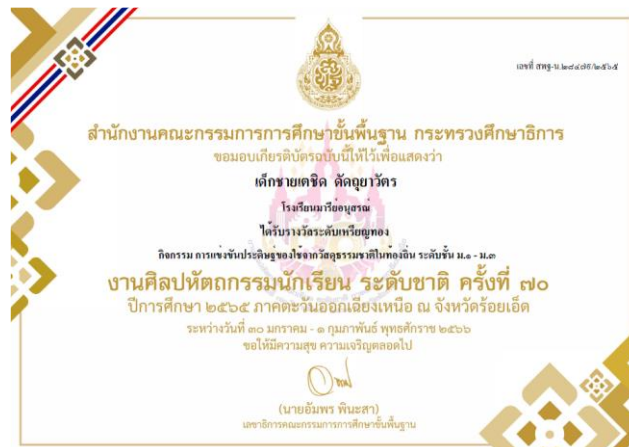 เลขที่ สพฐ-น.๒๘๔๗๕/๒๕๖๕
สำนักงานคณะกรรมการการศึกษาขั้นพื้นฐาน กระทรวงศึกษาธิการ
ขอมอบเกียรติบัตรฉบับนี้ให้ไว้เพื่อแสดงว่า
เด็กชายเตชิต ดัดถุยาวัตร
โรงเรียนมารีย์อนุสรณ์
ได้รับรางวัลระดับเหรียญทอง
กิจกรรม การแข่งขันประดิษฐ์ของใช้จากวัสดุธรรมชาติในท้องถิ่น ระดับชั้น ม.๑ - ม.๓
งานศิลปหัตถกรรมนักเรียน ระดับชาติ ครั้งที่ ๗๐
ปีการศึกษา ๒๕๖๕ ภาคตะวันออกเฉียงเหนือ ณ จังหวัดร้อยเอ็ด
ระหว่างวันที่ ๓๐ มกราคม - ๑ กุมภาพันธ์ พุทธศักราช ๒๕๖๖
ขอให้มีความสุข ความเจริญตลอดไป
(นายอัมพร พินะสา)
เลขาธิการคณะกรรมการการศึกษาขั้นพื้นฐาน